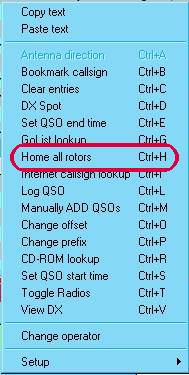 Copy text
Paste text
Antenna direction Ctrl+A
Bookmark callsign Ctrl+B
Clear entries Ctrl+C
DX Spot Ctrl+D
Set QSO end time Ctrl+E
GoList lookup Ctrl+G
Home all rotors Ctrl+H
Internet callsign lookup Ctrl+I
Log QSO Ctrl+L
Manually ADD QSOs Ctrl+M
Change offset Ctrl+O
Change prefix Ctrl+P
CD-ROM lookup Ctrl+R
Set QSO start time Ctrl+S
Toggle Radios Ctrl+T
View DX Ctrl+V
Change operator
Setup